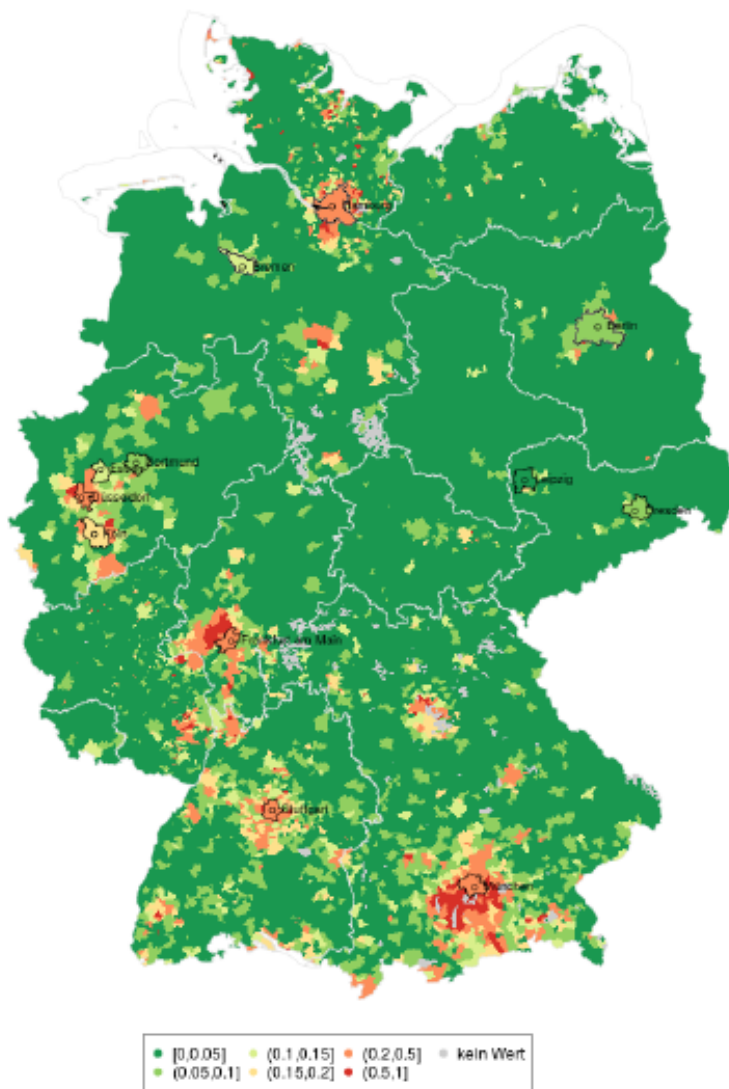 Hamburg
Bremen
Berlin
Dortmund
Essen
Leipzig
Düsseldorf
Dresden
Köln
Frankfurt am Main
Stuttgart
München
[0,0.05] (0.1,0.15] (0.2,0.5] kein Wert
(0.05,0.1] (0.15,0.2] (0.5,1]